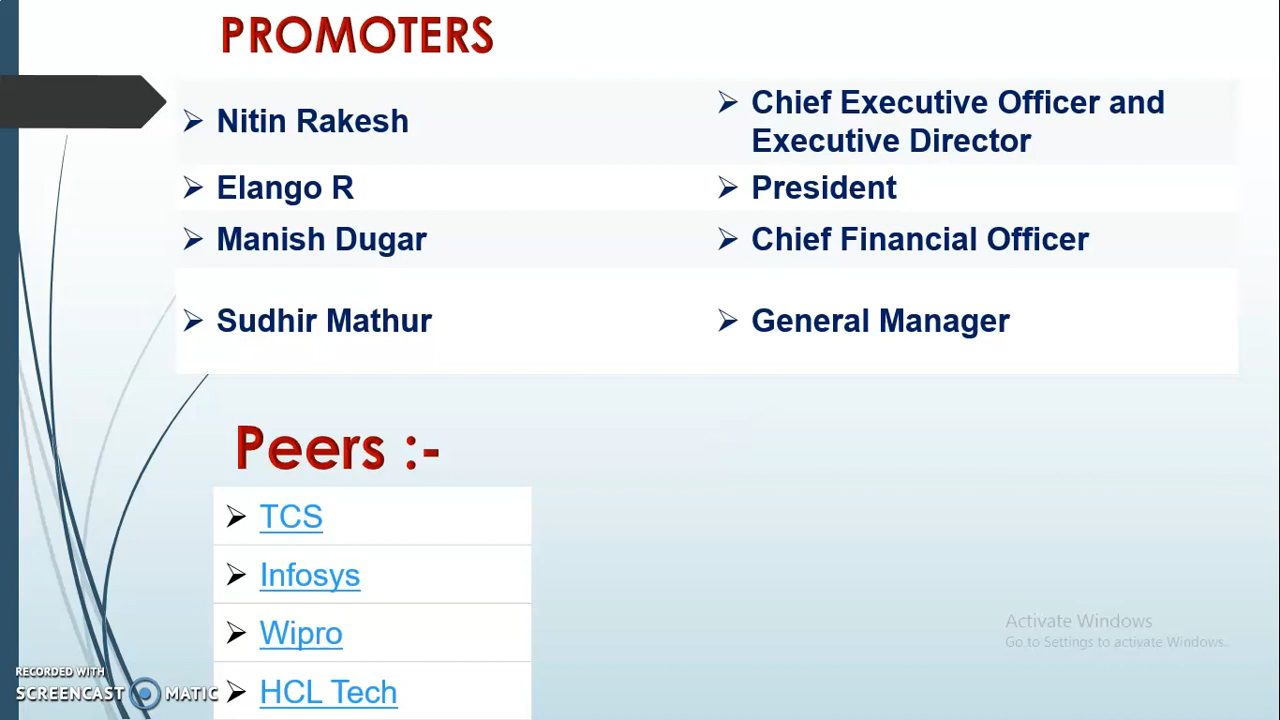 PROMOTERS
➢ Nitin Rakesh
➢ Chief Executive Officer and
Executive Director
➢ Elango R
➢ President
➢ Manish Dugar
➢ Chief Financial Officer
➢ Sudhir Mathur
➢ General Manager
Peers :-
➢ TCS
➢ Infosys
➢ Wipro
➢ HCL Tech
Activate Windows
Go to Settings to activate Windows.
RECORDED WITH
SCREENCAST MATIC